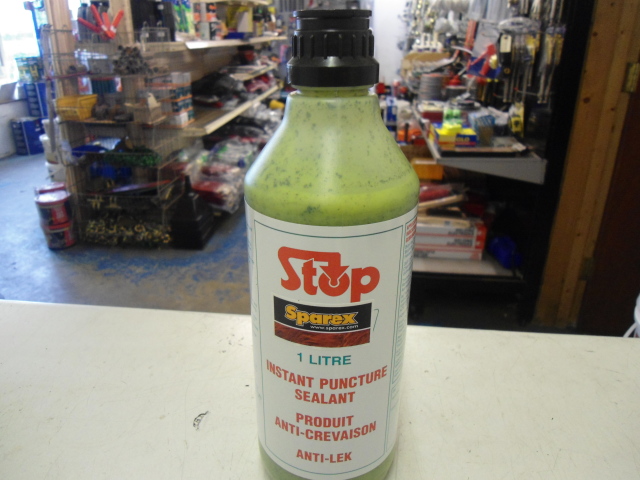 Stop
Sparex
www.sparex.com
1 LITRE
INSTANT PUNCTURE
SEALANT
PRODUIT
ANTI-CREVAISON
ANTI-LEK